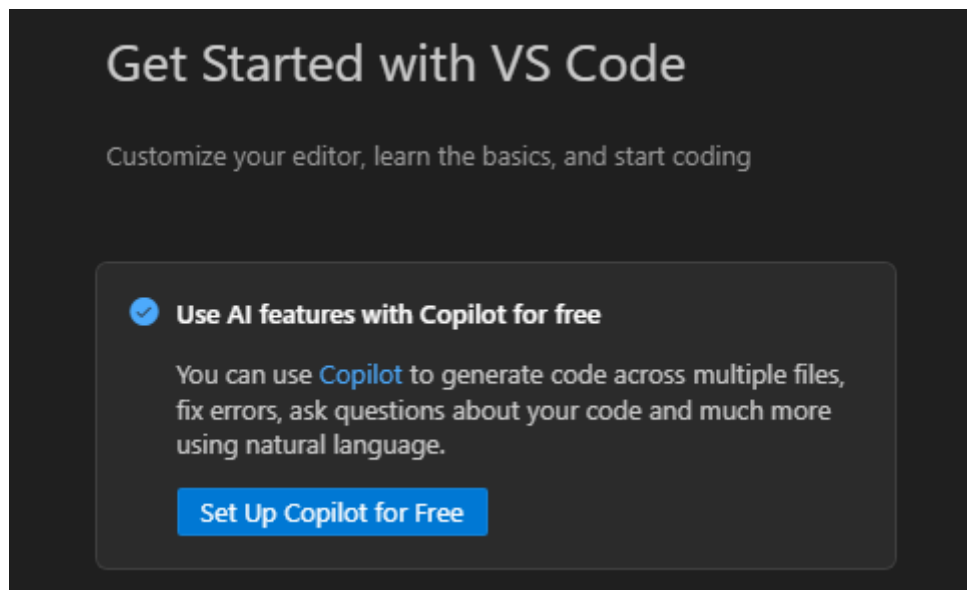 Get Started with VS Code
Customize your editor, learn the basics, and start coding
Use AI features with Copilot for free
You can use Copilot to generate code across multiple files,
fix errors, ask questions about your code and much more
using natural language.
Set Up Copilot for Free